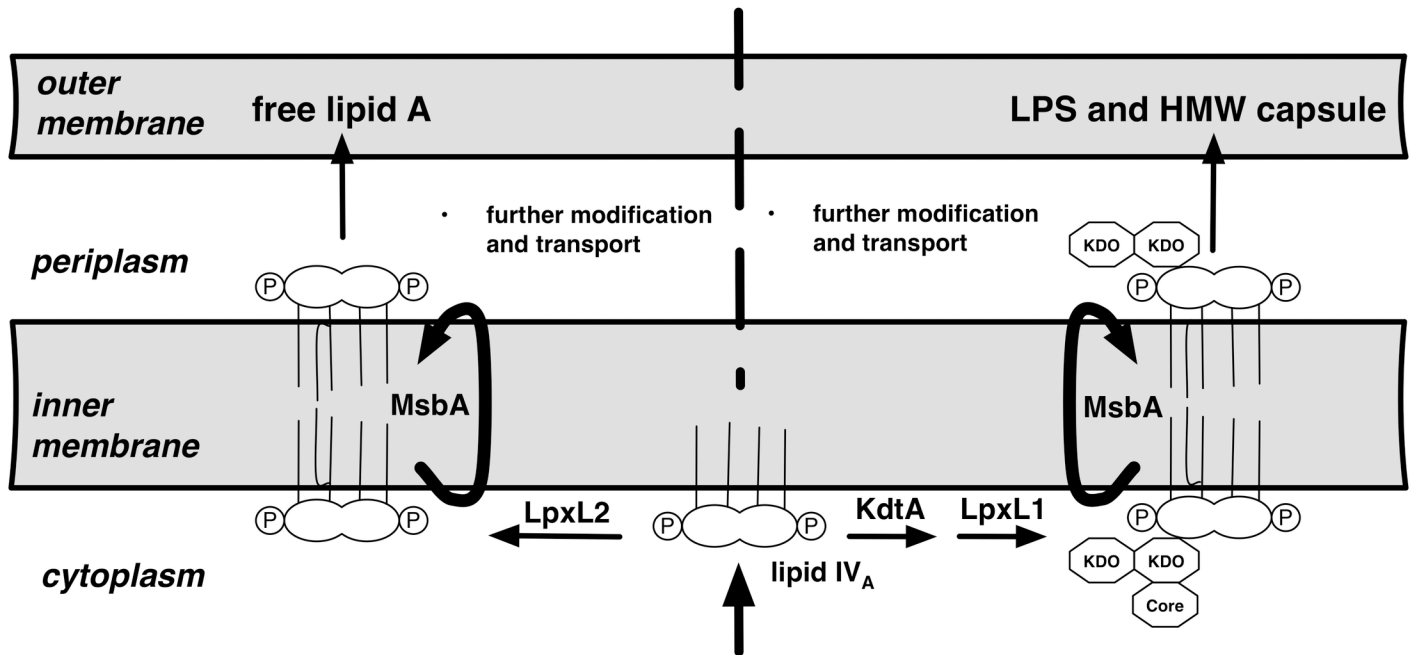 outer
membrane
free lipid A
LPS and HMW capsule
· further modification
and transport
· further modification
and transport
periplasm
KDO KDO
P P
P P
inner
membrane
MsbA
MsbA
P P
LpxL2
P P
KdtA
LpxL1
P P
lipid IVA
KDO KDO
Core
cytoplasm